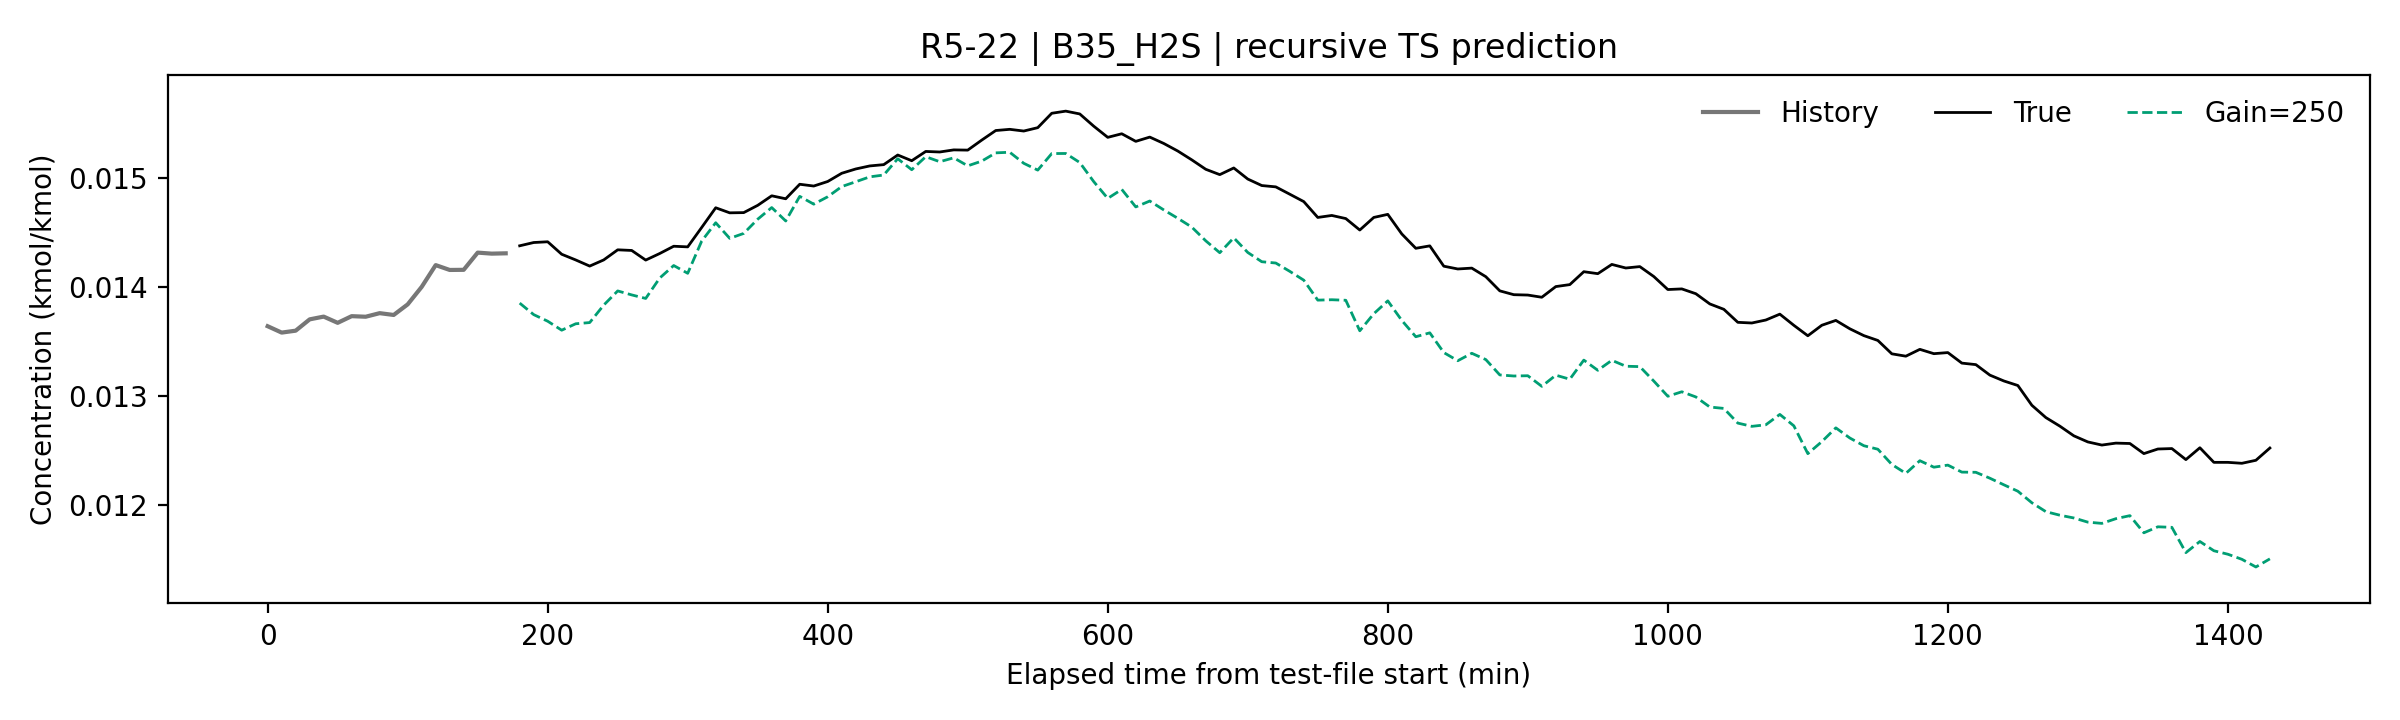 R5-22 | B35_H2S | recursive TS prediction
History True Gain=250
Concentration (kmol/kmol)
0.015
0.014
0.013
0.012
0 200 400 600 800 1000 1200 1400
Elapsed time from test-file start (min)